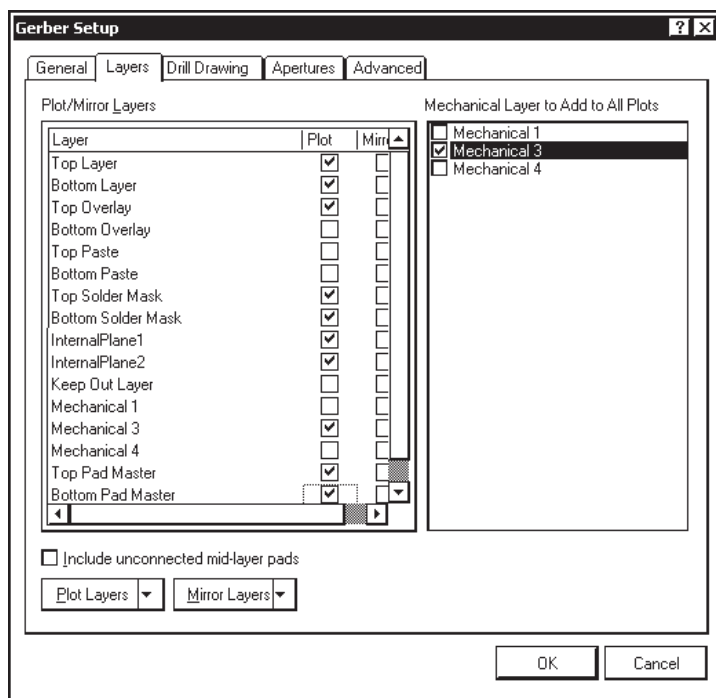 Gerber Setup
General Layers Drill Drawing Apertures Advanced
Plot/Mirror Layers
Layer Plot Mirr
Top Layer
Bottom Layer
Top Overlay
Bottom Overlay
Top Paste
Bottom Paste
Top Solder Mask
Bottom Solder Mask
InternalPlane1
InternalPlane2
Keep Out Layer
Mechanical 1
Mechanical 3
Mechanical 4
Top Pad Master
Bottom Pad Master
Mechanical Layer to Add to All Plots
Mechanical 1
Mechanical 3
Mechanical 4
Include unconnected mid-layer pads
Plot Layers Mirror Layers
OK Cancel